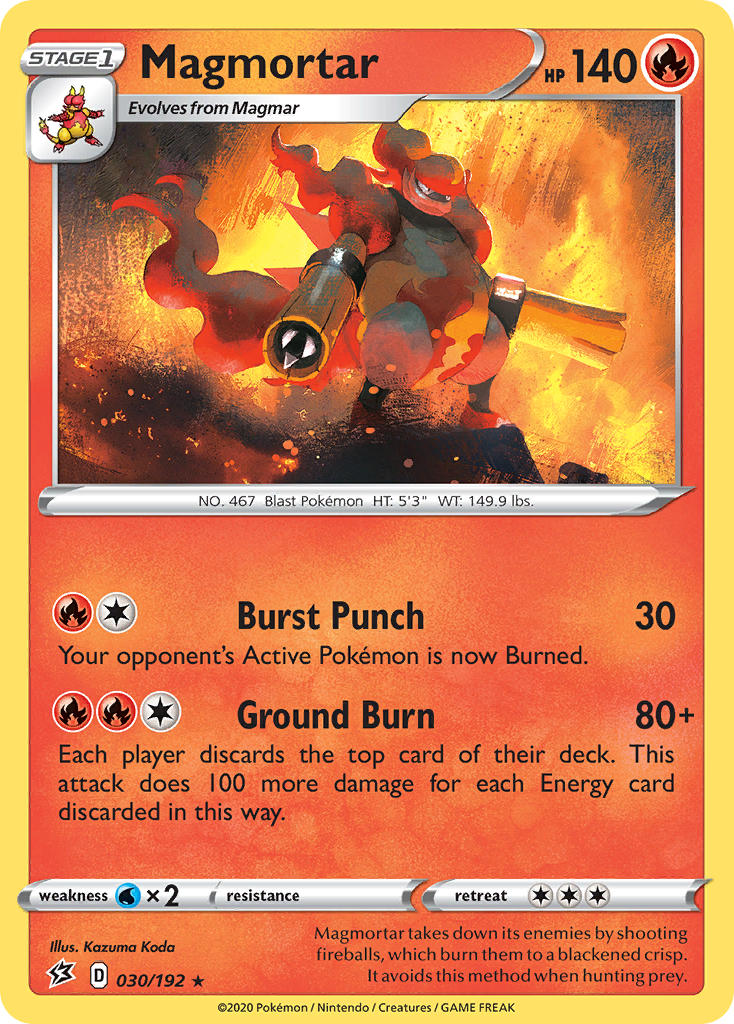 STAGE 1
Magmortar
HP 140
Evolves from Magmar
NO. 467 Blast Pokémon HT: 5'3" WT: 149.9 lbs.
Burst Punch 30
Your opponent's Active Pokémon is now Burned.
Ground Burn 80+
Each player discards the top card of their deck. This
attack does 100 more damage for each Energy card
discarded in this way.
weakness ×2 resistance retreat
Illus. Kazuma Koda
D 030/192 ★
Magmortar takes down its enemies by shooting
fireballs, which burn them to a blackened crisp.
It avoids this method when hunting prey.
©2020 Pokémon / Nintendo / Creatures / GAME FREAK